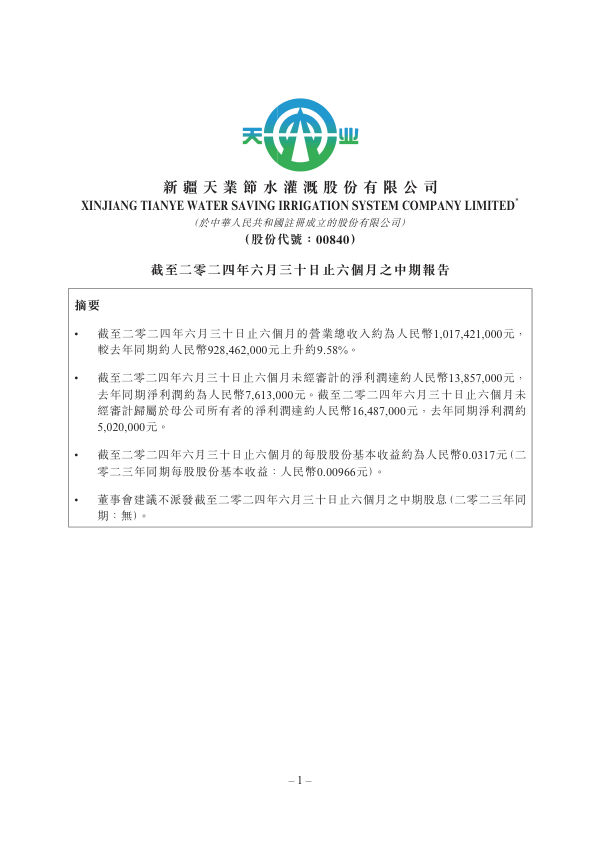 天 业
新疆天業節水灌溉股份有限公司
XINJIANG TIANYE WATER SAVING IRRIGATION SYSTEM COMPANY LIMITED*
（於中華人民共和國註冊成立的股份有限公司）
（股份代號：00840）
截至二零二四年六月三十日止六個月之中期報告
摘要
• 截至二零二四年六月三十日止六個月的營業總收入約為人民幣1,017,421,000元，
較去年同期約人民幣928,462,000元上升約9.58%。
• 截至二零二四年六月三十日止六個月未經審計的淨利潤達約人民幣13,857,000元，
去年同期淨利潤約為人民幣7,613,000元。截至二零二四年六月三十日止六個月未
經審計歸屬於母公司所有者的淨利潤達約人民幣16,487,000元，去年同期淨利潤約
5,020,000元。
• 截至二零二四年六月三十日止六個月的每股股份基本收益約為人民幣0.0317元（二
零二三年同期每股股份基本收益：人民幣0.00966元）。
• 董事會建議不派發截至二零二四年六月三十日止六個月之中期股息（二零二三年同
期：無）。
– 1 –